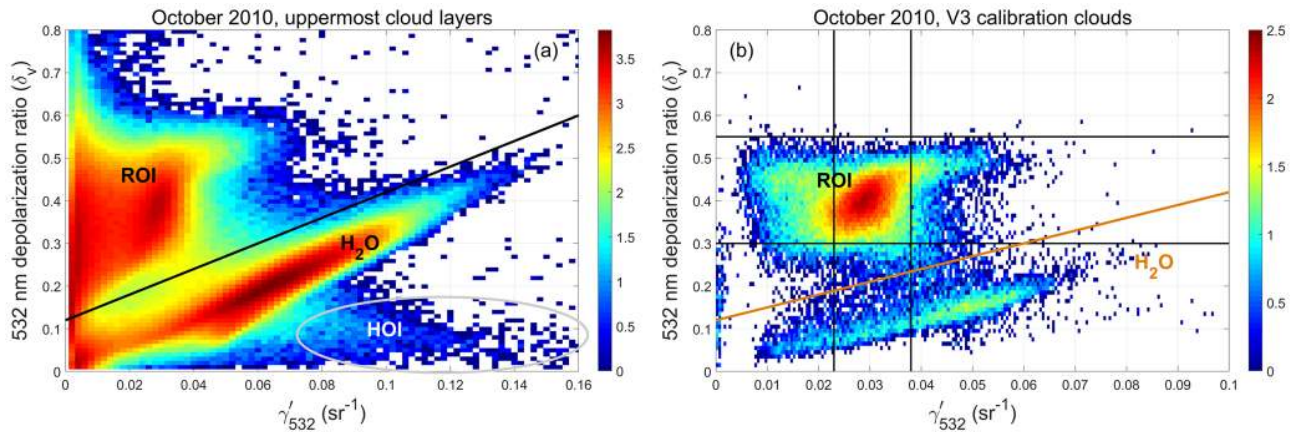 October 2010, uppermost cloud layers
(a)
532 nm depolarization ratio (δv)
0.8
0.7
0.6
0.5
0.4
0.3
0.2
0.1
0
ROI
H2O
HOI
0 0.02 0.04 0.06 0.08 0.1 0.12 0.14 0.16
γ′532 (sr-1)
3.5
3
2.5
2
1.5
1
0.5
0
October 2010, V3 calibration clouds
(b)
532 nm depolarization ratio (δv)
0.8
0.7
0.6
0.5
0.4
0.3
0.2
0.1
0
ROI
H2O
0 0.01 0.02 0.03 0.04 0.05 0.06 0.07 0.08 0.09 0.1
γ′532 (sr-1)
2.5
2
1.5
1
0.5
0